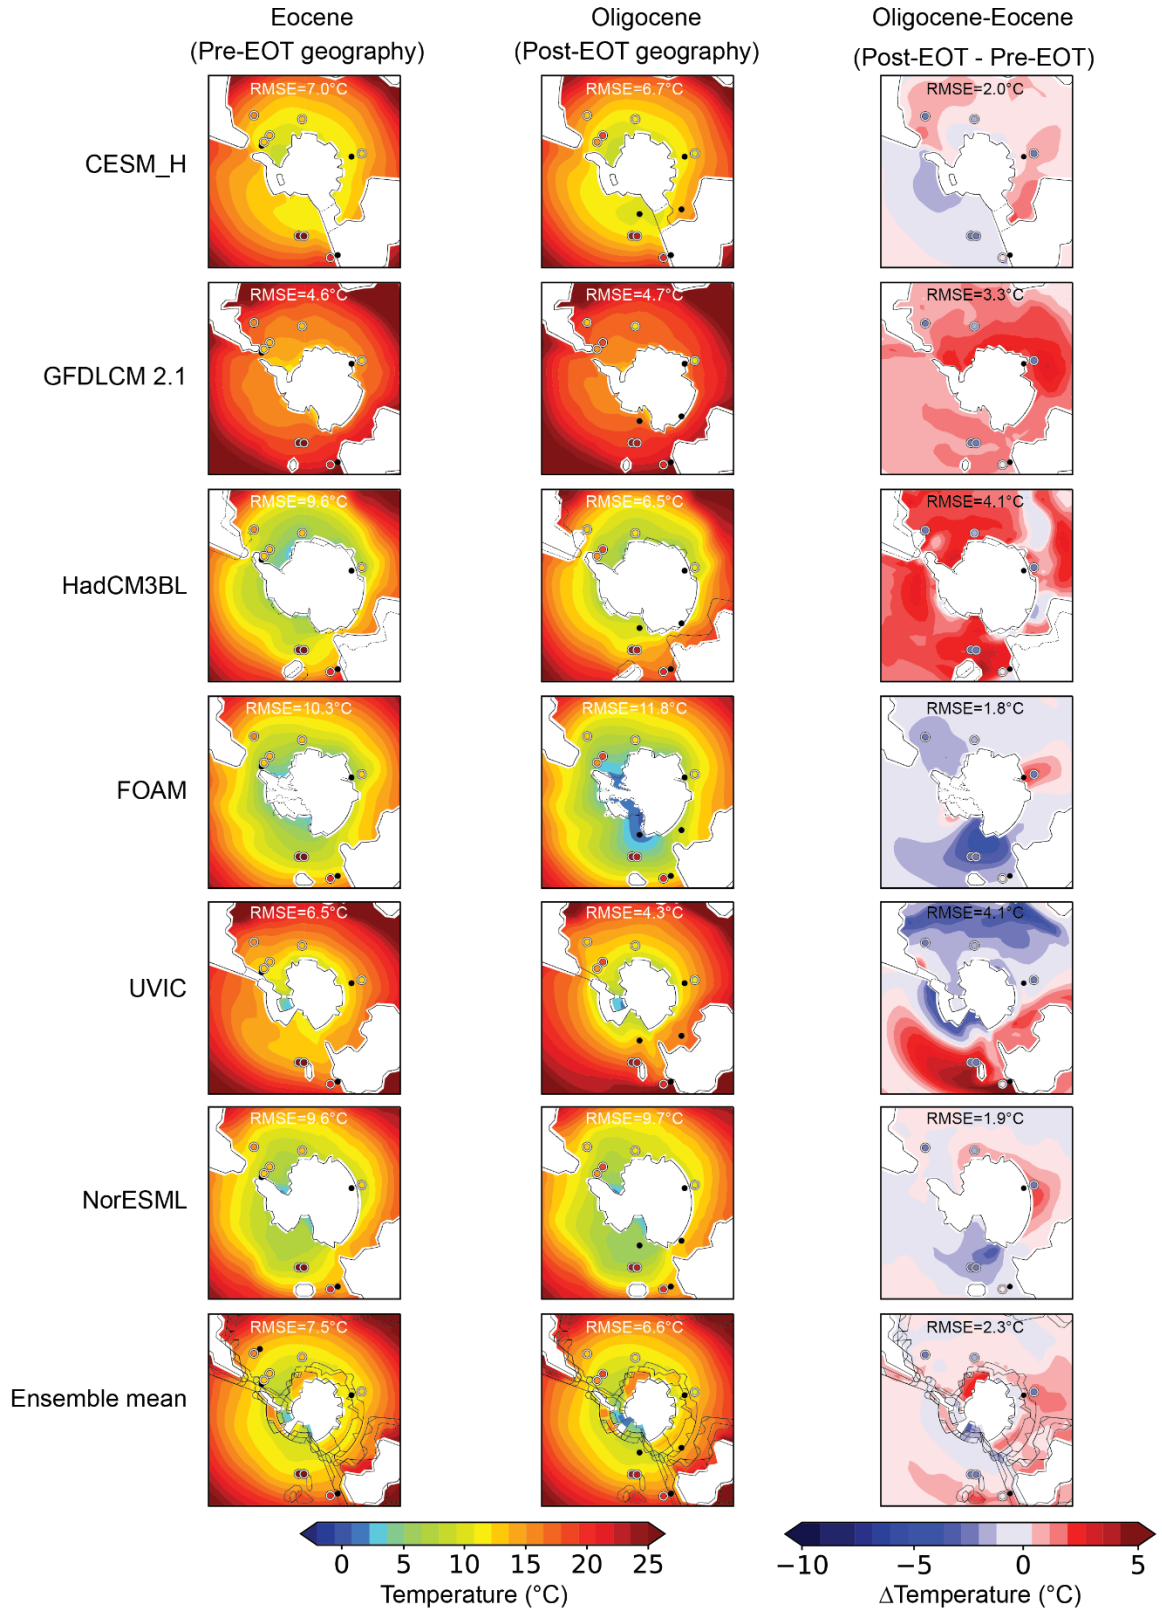 Eocene
(Pre-EOT geography)
Oligocene
(Post-EOT geography)
Oligocene-Eocene
(Post-EOT - Pre-EOT)
CESM_H
RMSE=7.0°C
RMSE=6.7°C
RMSE=2.0°C
GFDLCM 2.1
RMSE=4.6°C
RMSE=4.7°C
RMSE=3.3°C
HadCM3BL
RMSE=9.6°C
RMSE=6.5°C
RMSE=4.1°C
FOAM
RMSE=10.3°C
RMSE=11.8°C
RMSE=1.8°C
UVIC
RMSE=6.5°C
RMSE=4.3°C
RMSE=4.1°C
NorESML
RMSE=9.6°C
RMSE=9.7°C
RMSE=1.9°C
Ensemble mean
RMSE=7.5°C
RMSE=6.6°C
RMSE=2.3°C
0 5 10 15 20 25
Temperature (°C)
−10 −5 0 5
ΔTemperature (°C)